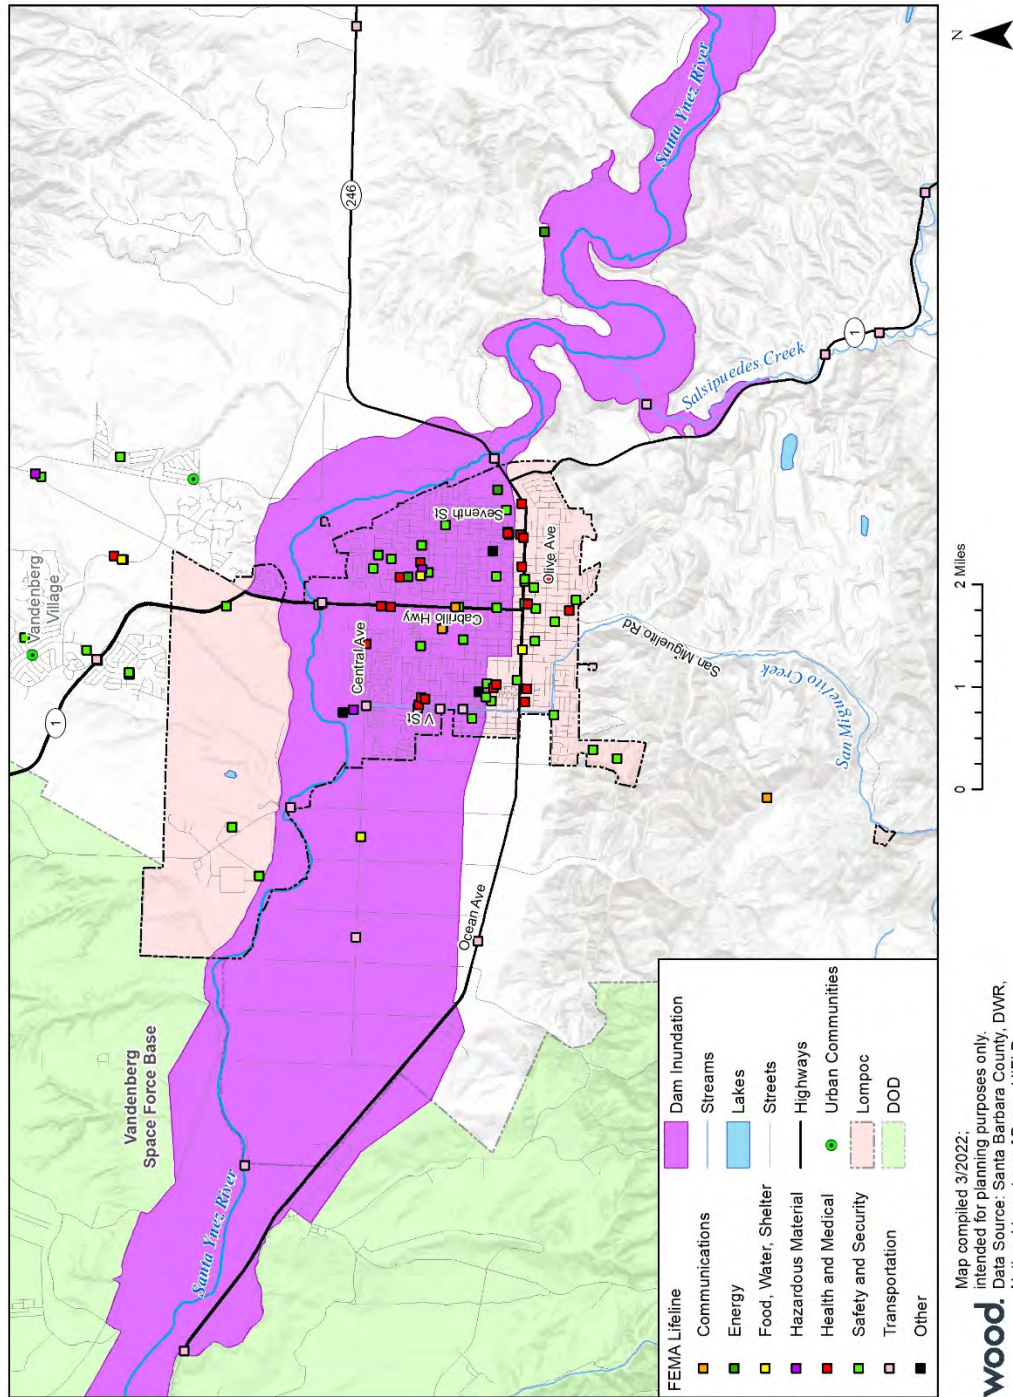 Vandenberg
Village
1
246
Vandenberg
Space Force Base
Santa Ynez River
Santa Ynez River
Central Ave
V St
Cabrillo Hwy
Seventh St
Olive Ave
Ocean Ave
San Miguelito Rd
San Miguelito Creek
Salsipuedes Creek
1
N
0 1 2 Miles
FEMA Lifeline
Communications
Energy
Food, Water, Shelter
Hazardous Material
Health and Medical
Safety and Security
Transportation
Other
Dam Inundation
Streams
Lakes
Streets
Highways
Urban Communities
Lompoc
DOD
wood.
Map compiled 3/2022;
intended for planning purposes only.
Data Source: Santa Barbara County, DWR,